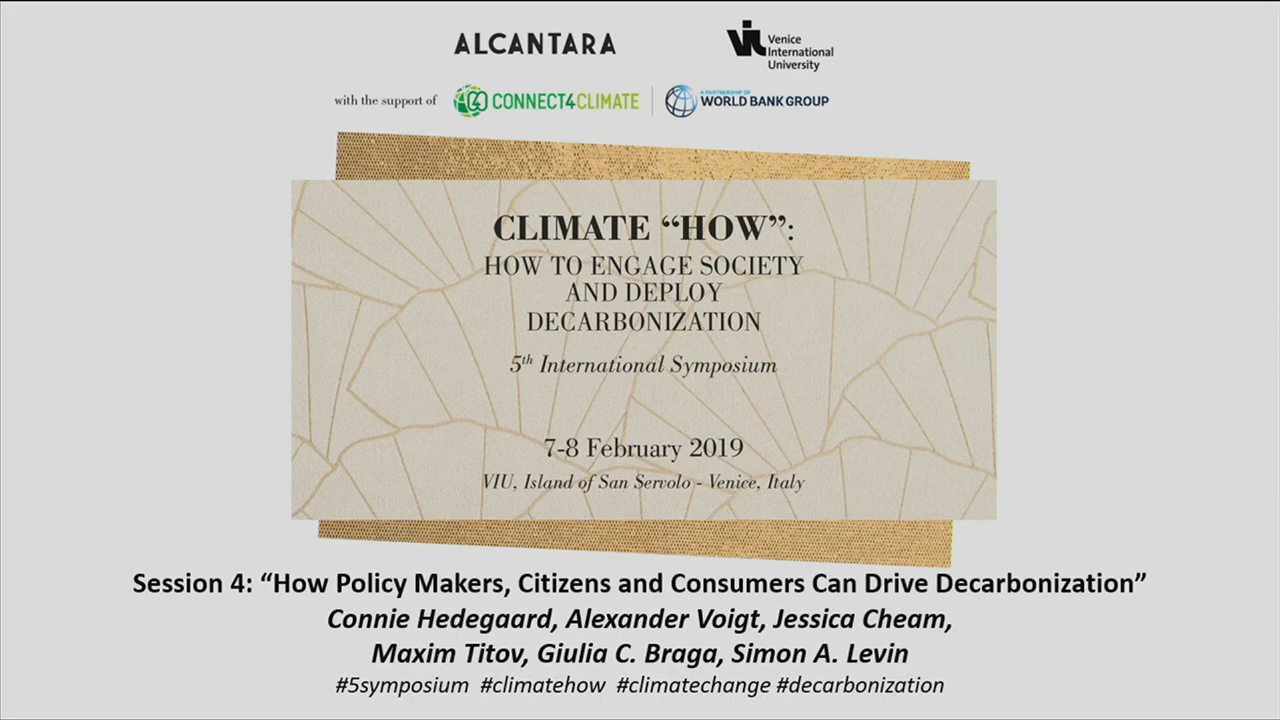 ALCANTARA
Venice
International
University
with the support of
CONNECT4CLIMATE
A PARTNERSHIP OF
WORLD BANK GROUP
CLIMATE “HOW”:
HOW TO ENGAGE SOCIETY
AND DEPLOY
DECARBONIZATION
5th International Symposium
7-8 February 2019
VIU, Island of San Servolo - Venice, Italy
Session 4: “How Policy Makers, Citizens and Consumers Can Drive Decarbonization”
Connie Hedegaard, Alexander Voigt, Jessica Cheam,
Maxim Titov, Giulia C. Braga, Simon A. Levin
#5symposium #climatehow #climatechange #decarbonization